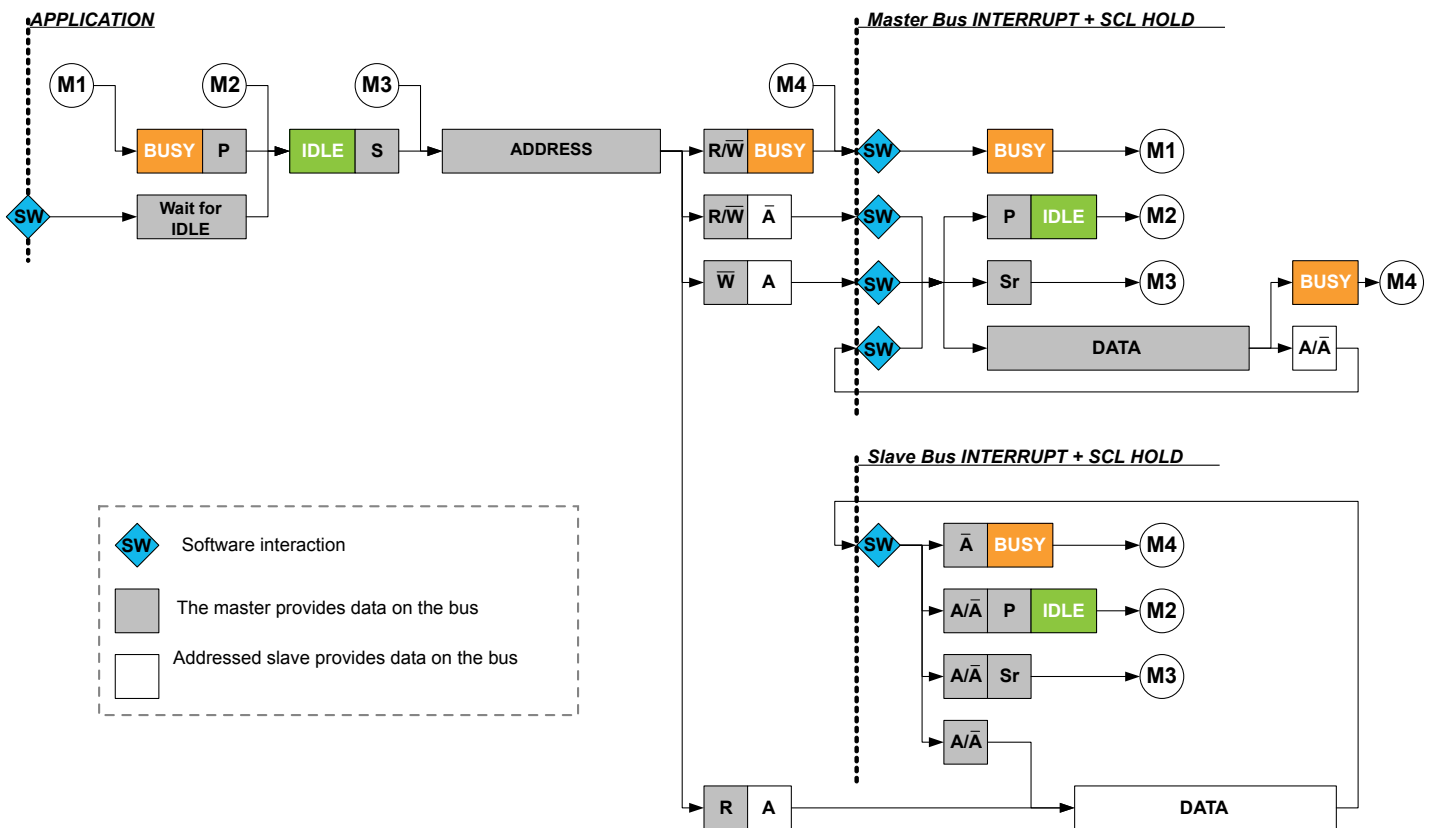 APPLICATION
Master Bus INTERRUPT + SCL HOLD
M1
M2
M3
M4
BUSY P
IDLE S
ADDRESS
R/W̅ BUSY
SW
BUSY
M1
SW
Wait for
IDLE
R/W̅ A̅
SW
P IDLE
M2
W̅ A
SW
Sr
M3
BUSY
M4
SW
DATA
A/A̅
Slave Bus INTERRUPT + SCL HOLD
SW
A̅ BUSY
M4
A/A̅ P IDLE
M2
A/A̅ Sr
M3
A/A̅
R A
DATA
SW Software interaction
The master provides data on the bus
Addressed slave provides data on the bus